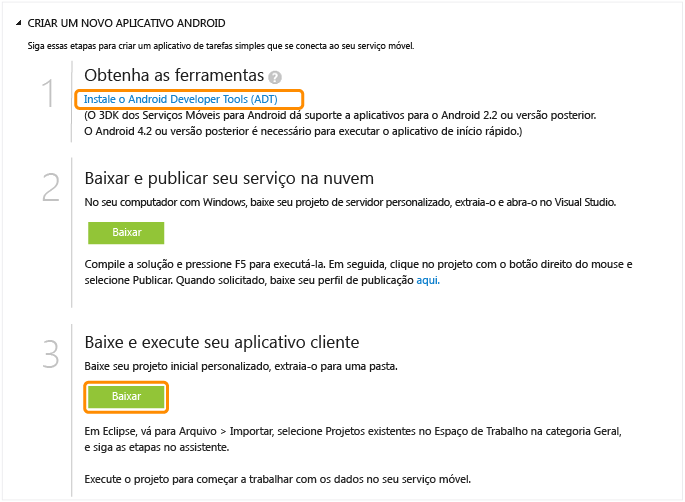 CRIAR UM NOVO APLICATIVO ANDROID
Siga essas etapas para criar um aplicativo de tarefas simples que se conecta ao seu serviço móvel.
1
Obtenha as ferramentas ?
Instale o Android Developer Tools (ADT)
(O 3DK dos Serviços Móveis para Android dá suporte a aplicativos para o Android 2.2 ou versão posterior.
O Android 4.2 ou versão posterior é necessário para executar o aplicativo de início rápido.)
2
Baixar e publicar seu serviço na nuvem
No seu computador com Windows, baixe seu projeto de servidor personalizado, extraia-o e abra-o no Visual Studio.
Baixar
Compile a solução e pressione F5 para executá-la. Em seguida, clique no projeto com o botão direito do mouse e
selecione Publicar. Quando solicitado, baixe seu perfil de publicação aqui.
3
Baixe e execute seu aplicativo cliente
Baixe seu projeto inicial personalizado, extraia-o para uma pasta.
Baixar
Em Eclipse, vá para Arquivo > Importar, selecione Projetos existentes no Espaço de Trabalho na categoria Geral,
e siga as etapas no assistente.
Execute o projeto para começar a trabalhar com os dados no seu serviço móvel.